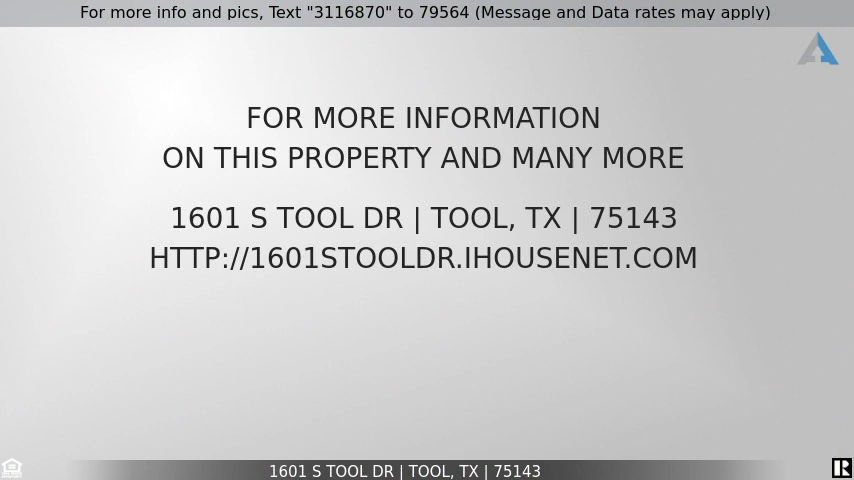 For more info and pics, Text "3116870" to 79564 (Message and Data rates may apply)
FOR MORE INFORMATION
ON THIS PROPERTY AND MANY MORE
1601 S TOOL DR | TOOL, TX | 75143
HTTP://1601STOOLDR.IHOUSENET.COM
1601 S TOOL DR | TOOL, TX | 75143